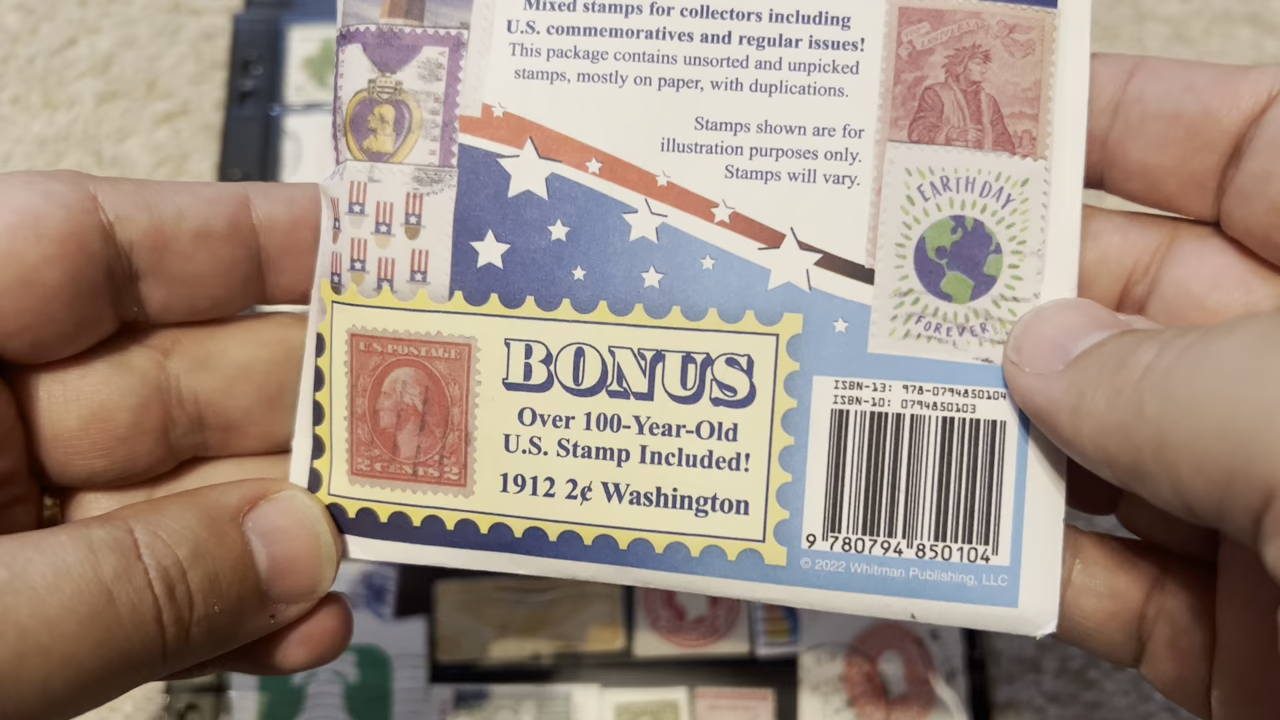 Mixed stamps for collectors including
U.S. commemoratives and regular issues!
This package contains unsorted and unpicked
stamps, mostly on paper, with duplications.
Stamps shown are for
illustration purposes only.
Stamps will vary.
EARTH DAY
FOREVER
U.S. POSTAGE
2 CENTS 2
BONUS
Over 100-Year-Old
U.S. Stamp Included!
1912 2¢ Washington
ISBN-13: 978-0794850104
ISBN-10: 0794850103
9 780794 850104
© 2022 Whitman Publishing, LLC